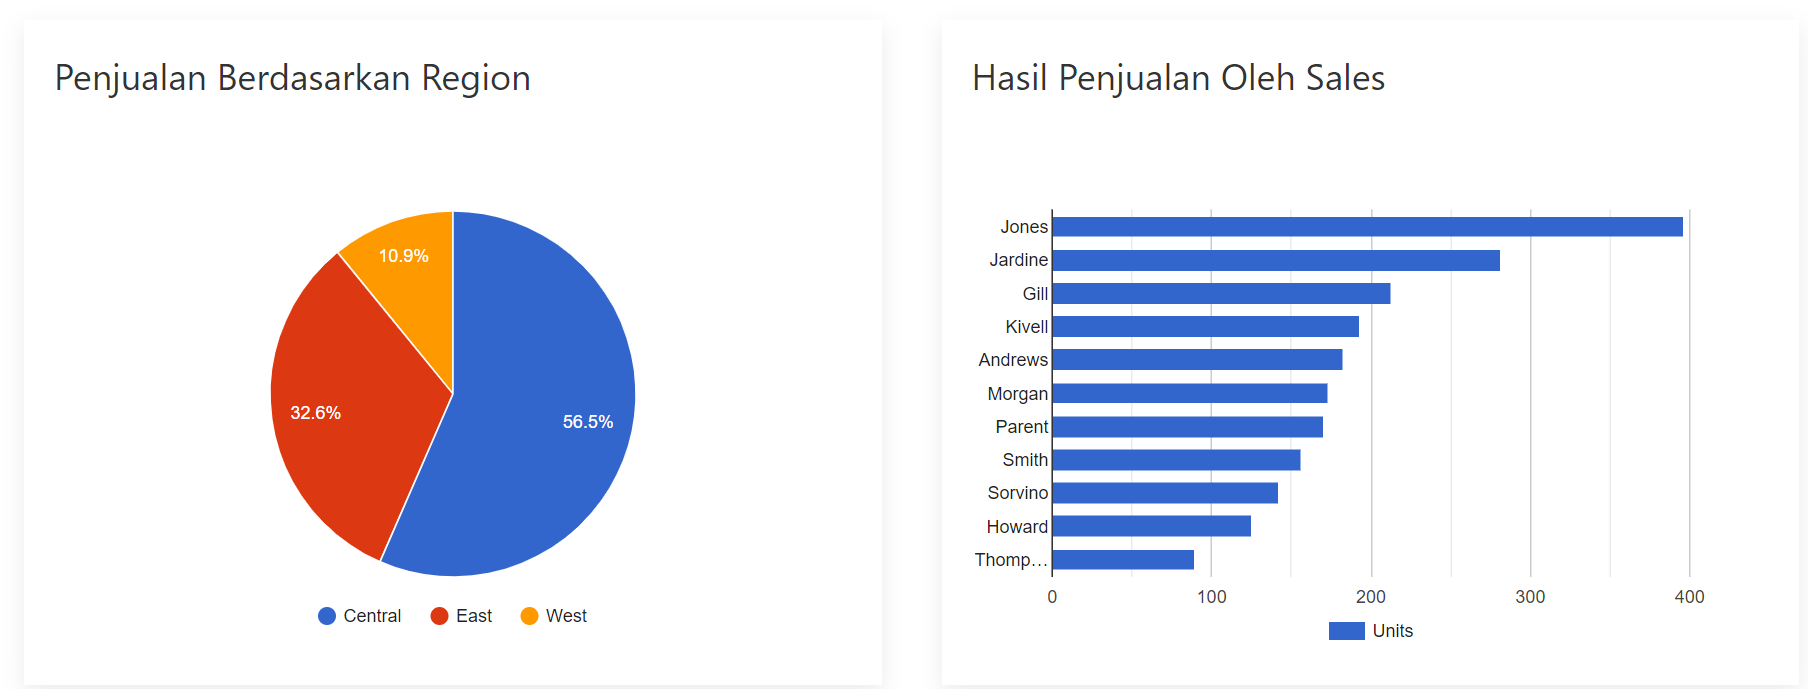 Penjualan Berdasarkan Region
10.9%
32.6%
56.5%
Central East West
Hasil Penjualan Oleh Sales
Jones
Jardine
Gill
Kivell
Andrews
Morgan
Parent
Smith
Sorvino
Howard
Thomp…
0 100 200 300 400
Units